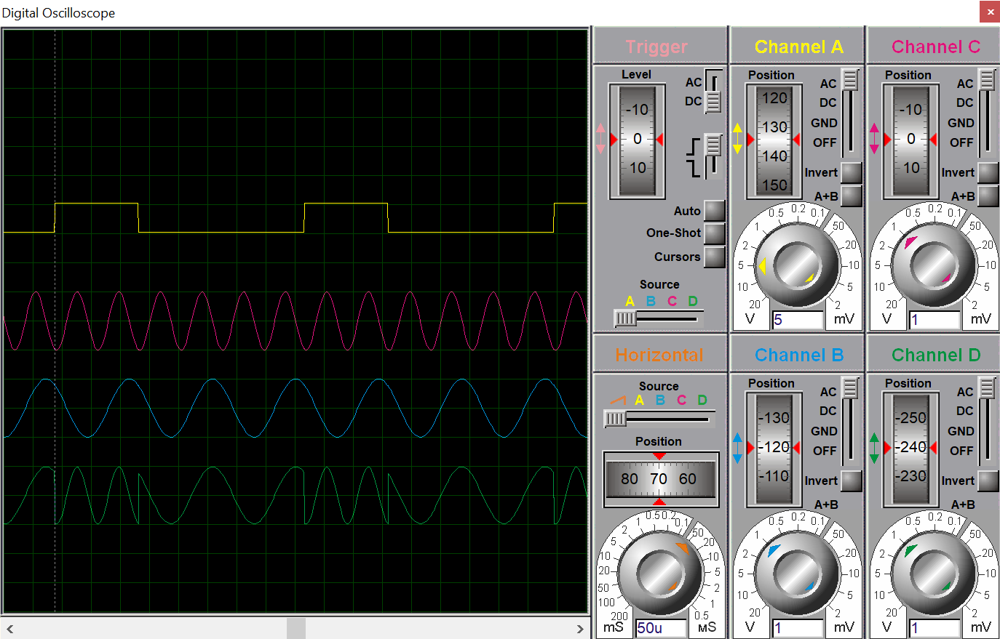 Digital Oscilloscope
×
Trigger
Level
-10
0
10
AC
DC
Auto
One-Shot
Cursors
Source
A B C D
Channel A
Position
120
130
140
150
AC
DC
GND
OFF
Invert
A+B
20 10 5 2 1 0.5 0.2 0.1 50 20 10 5 2
V 5 mV
Channel C
Position
-10
0
10
AC
DC
GND
OFF
Invert
A+B
20 10 5 2 1 0.5 0.2 0.1 50 20 10 5 2
V 1 mV
Horizontal
Source
A B C D
Position
80 70 60
200 100 50 20 10 5 2 1 0.5 0.2 0.1 50 20 10 5 2 1 0.5
mS 50u мS
Channel B
Position
-130
-120
-110
AC
DC
GND
OFF
Invert
A+B
20 10 5 2 1 0.5 0.2 0.1 50 20 10 5 2
V 1 mV
Channel D
Position
-250
-240
-230
AC
DC
GND
OFF
Invert
A+B
20 10 5 2 1 0.5 0.2 0.1 50 20 10 5 2
V 1 mV